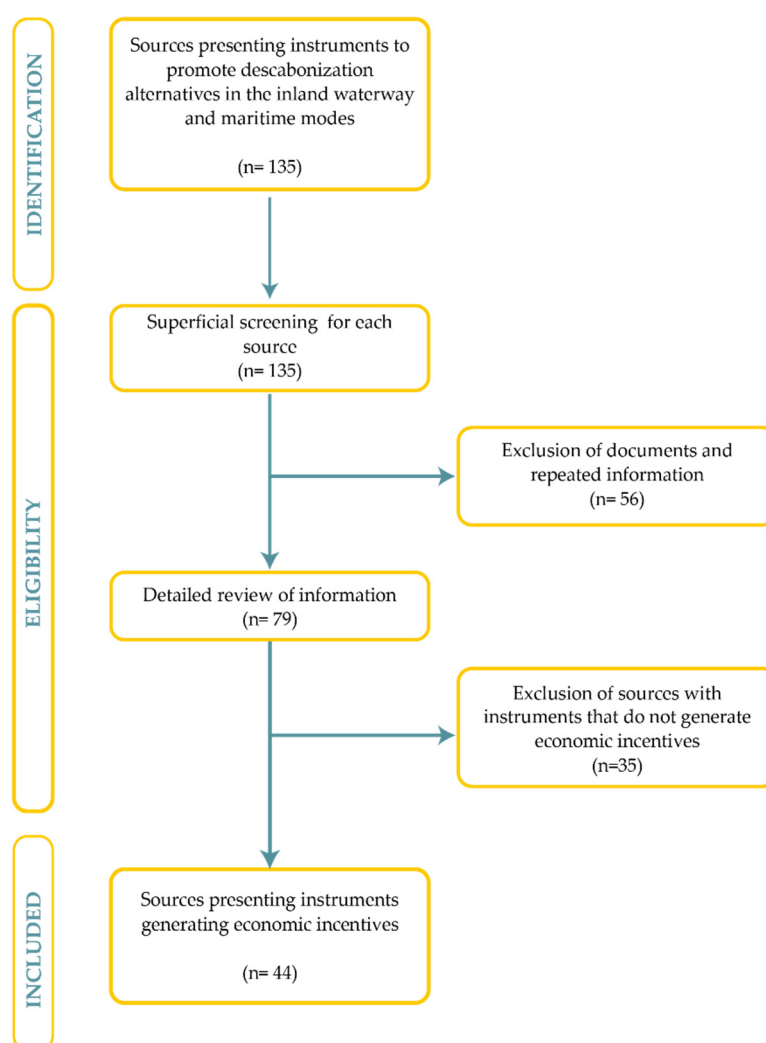 IDENTIFICATION
Sources presenting instruments to
promote descabonization
alternatives in the inland waterway
and maritime modes
(n= 135)
ELIGIBILITY
Superficial screening for each
source
(n= 135)
Exclusion of documents and
repeated information
(n= 56)
Detailed review of information
(n= 79)
Exclusion of sources with
instruments that do not generate
economic incentives
(n=35)
INCLUDED
Sources presenting instruments
generating economic incentives
(n= 44)